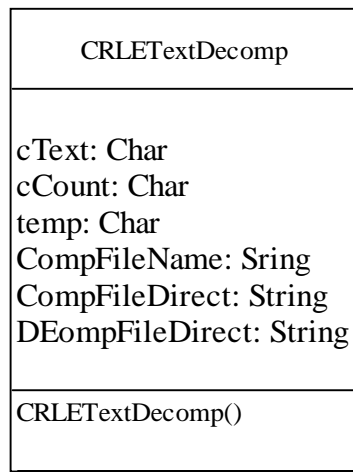 CRLETextDecomp
cText: Char
cCount: Char
temp: Char
CompFileName: Sring
CompFileDirect: String
DEompFileDirect: String
CRLETextDecomp()